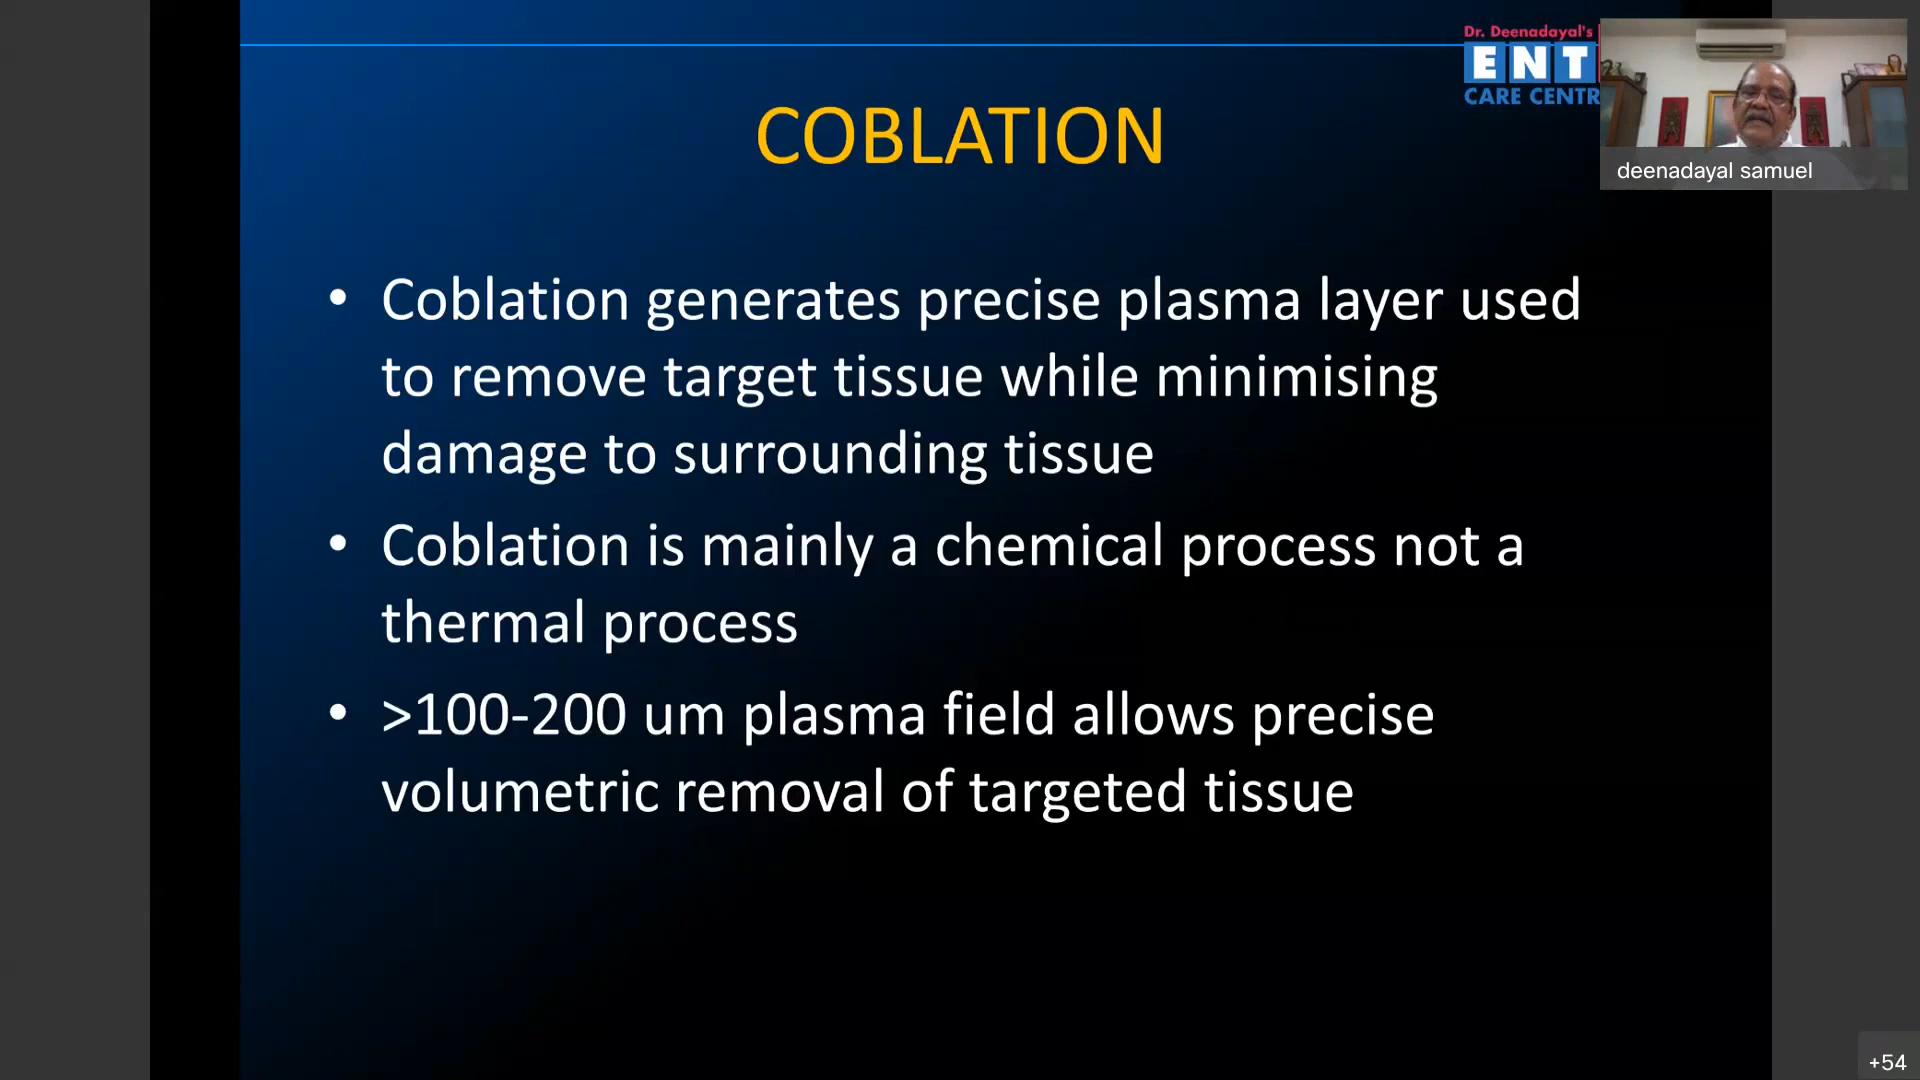 Dr. Deenadayal's
ENT
CARE CENTR
deenadayal samuel
COBLATION
• Coblation generates precise plasma layer used
to remove target tissue while minimising
damage to surrounding tissue
• Coblation is mainly a chemical process not a
thermal process
• >100-200 um plasma field allows precise
volumetric removal of targeted tissue
+54